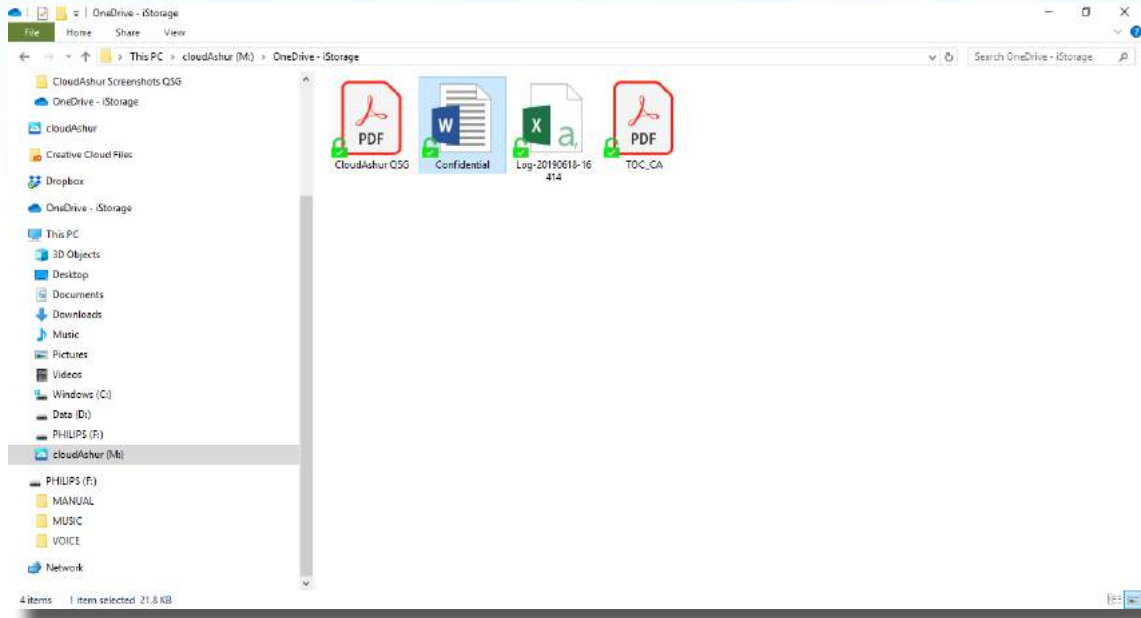 OneDrive - iStorage
File Home Share View
This PC > cloudAshur (M:) > OneDrive - iStorage
Search OneDrive - iStorage
CloudAshur Screenshots QSG
OneDrive - iStorage
cloudAshur
Creative Cloud Files
Dropbox
OneDrive - iStorage
This PC
3D Objects
Desktop
Documents
Downloads
Music
Pictures
Videos
Windows (C:)
Data (D:)
PHILIPS (F:)
cloudAshur (M:)
PHILIPS (F:)
MANUAL
MUSIC
VOICE
Network
PDF
CloudAshur QSG
W
Confidential
X a,
Log-20190618-16
414
PDF
TOC_CA
4 items 1 item selected 21.8 KB